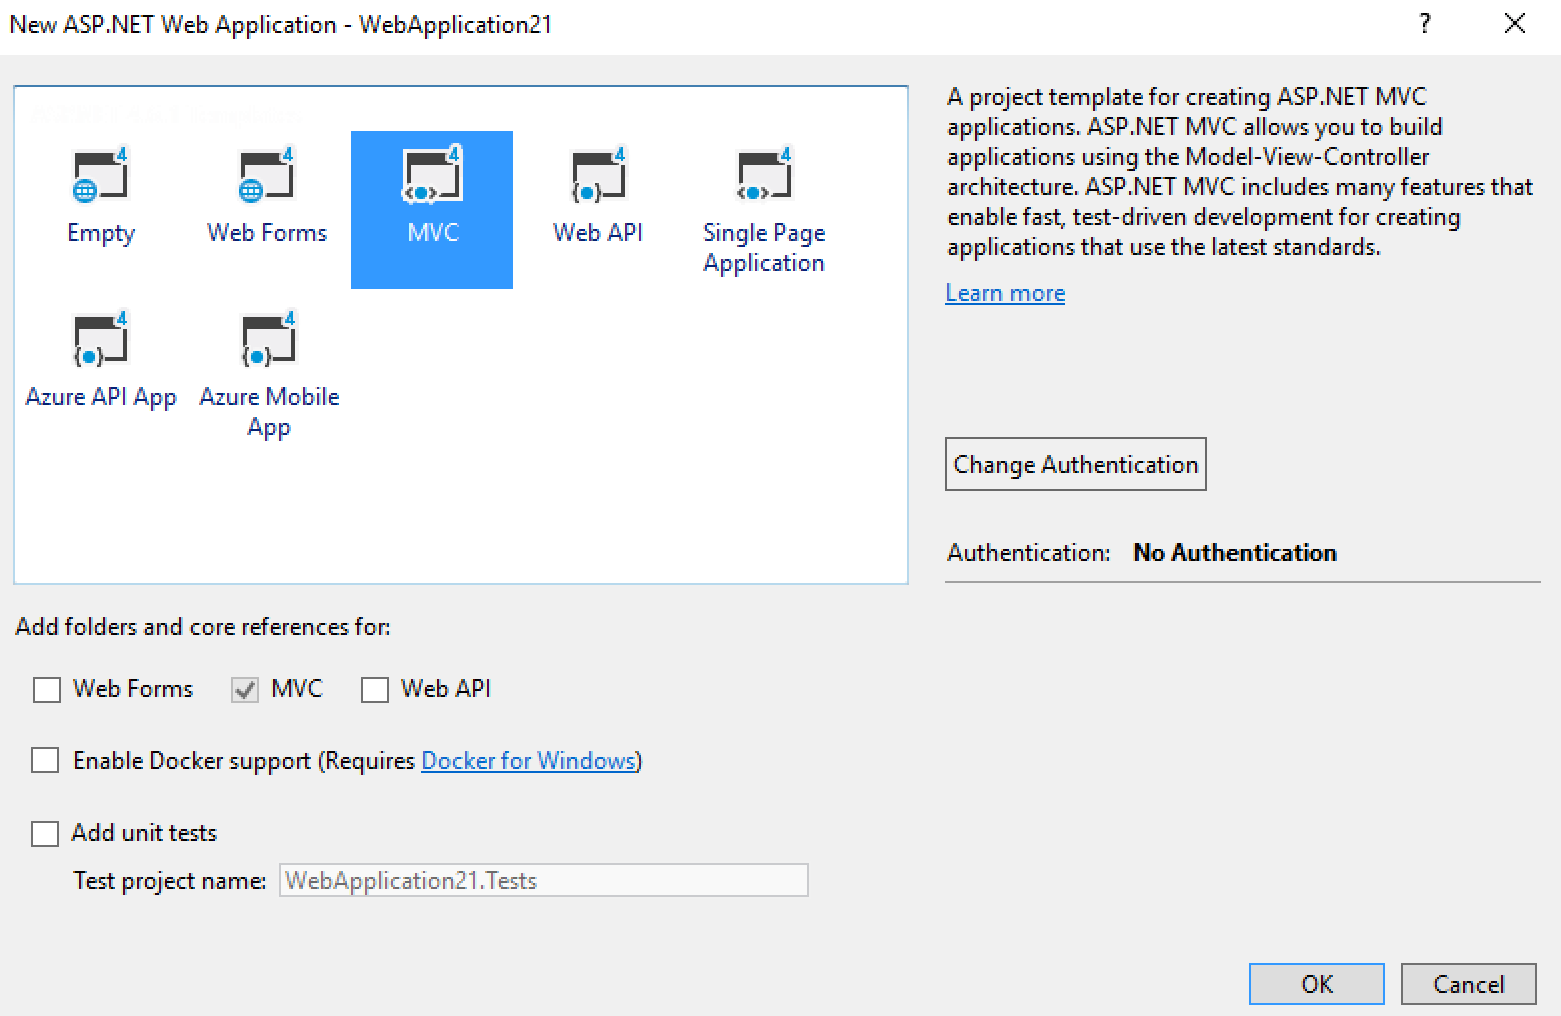 New ASP.NET Web Application - WebApplication21
?
Empty
Web Forms
MVC
Web API
Single Page
Application
Azure API App
Azure Mobile
App
A project template for creating ASP.NET MVC
applications. ASP.NET MVC allows you to build
applications using the Model-View-Controller
architecture. ASP.NET MVC includes many features that
enable fast, test-driven development for creating
applications that use the latest standards.
Learn more
Change Authentication
Authentication: No Authentication
Add folders and core references for:
Web Forms MVC Web API
Enable Docker support (Requires Docker for Windows)
Add unit tests
Test project name: WebApplication21.Tests
OK Cancel